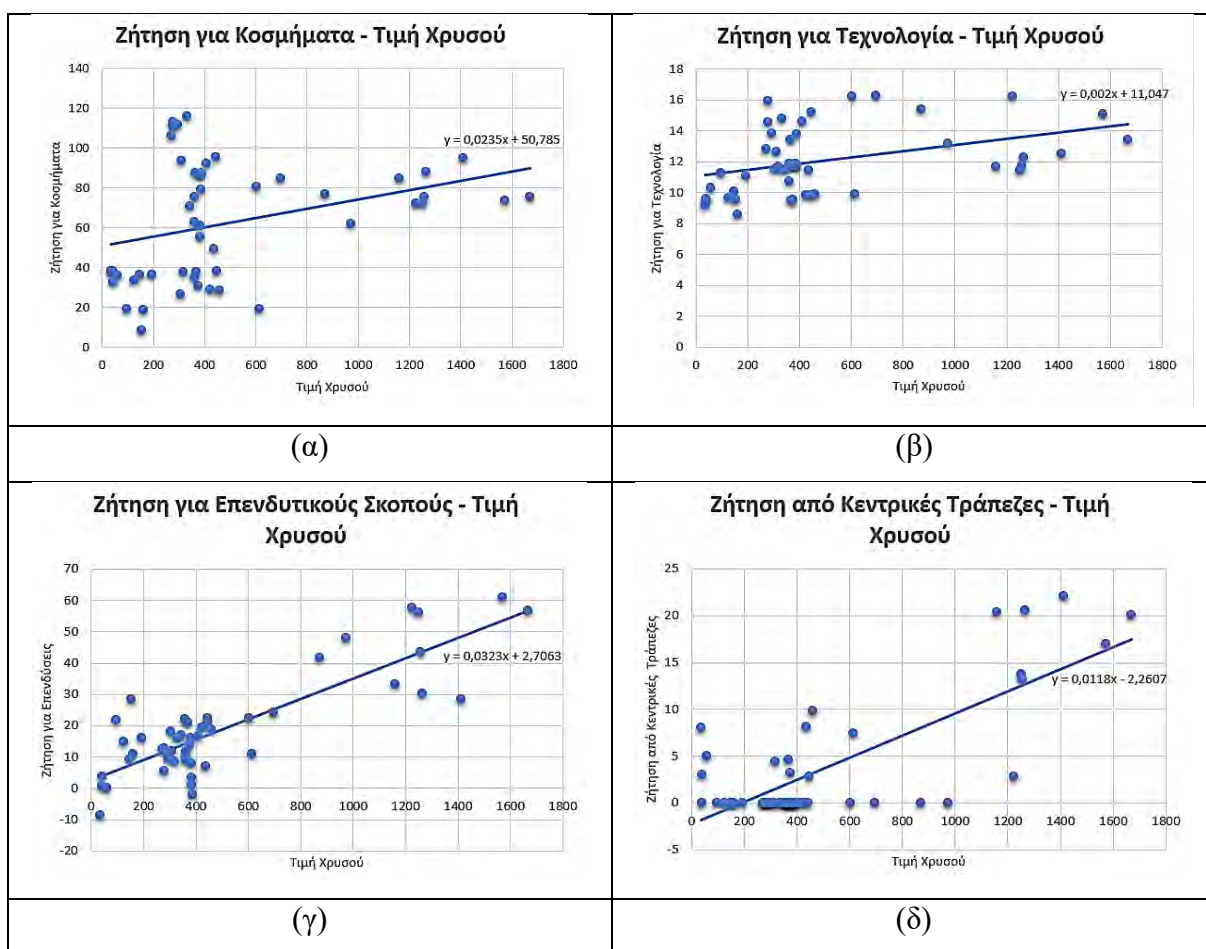 Ζήτηση για Κοσμήματα - Τιμή Χρυσού
140
120
100
80
60
40
20
0
y = 0,0235x + 50,785
Ζήτηση για Κοσμήματα
0 200 400 600 800 1000 1200 1400 1600 1800
Τιμή Χρυσού
(α)
Ζήτηση για Τεχνολογία - Τιμή Χρυσού
18
16
14
12
10
8
6
4
2
0
y = 0,002x + 11,047
Ζήτηση για Τεχνολογία
0 200 400 600 800 1000 1200 1400 1600 1800
Τιμή Χρυσού
(β)
Ζήτηση για Επενδυτικούς Σκοπούς - Τιμή
Χρυσού
70
60
50
40
30
20
10
0
-10
-20
y = 0,0323x + 2,7063
Ζήτηση για Επενδύσεις
0 200 400 600 800 1000 1200 1400 1600 1800
Τιμή Χρυσού
(γ)
Ζήτηση από Κεντρικές Τράπεζες - Τιμή
Χρυσού
25
20
15
10
5
0
-5
y = 0,0118x - 2,2607
Ζήτηση από Κεντρικές Τράπεζες
0 200 400 600 800 1000 1200 1400 1600 1800
Τιμή Χρυσού
(δ)